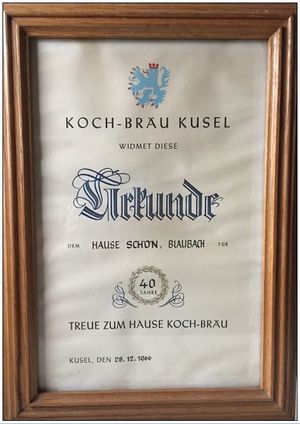 KOCH-BRÄU KUSEL
WIDMET DIESE
Urkunde
DEM HAUSE SCHÖN, BLAUBACH FÜR
40
JAHRE
TREUE ZUM HAUSE KOCH-BRÄU
KUSEL, DEN 28.12.1966